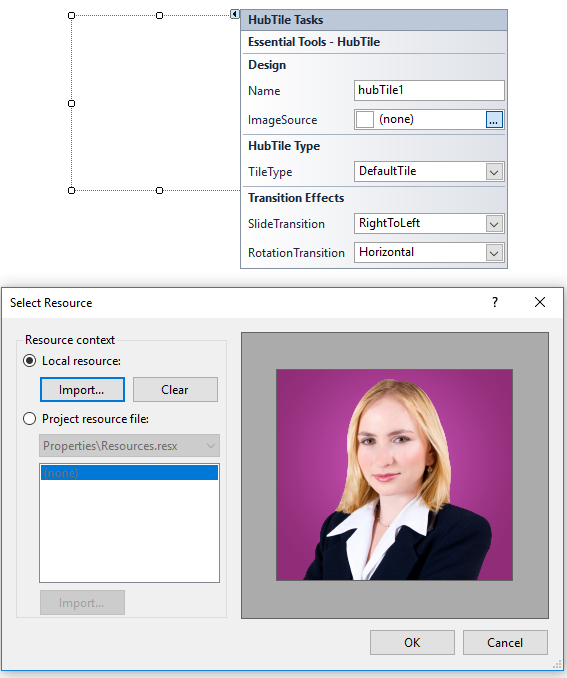 HubTile Tasks
Essential Tools - HubTile
Design
Name hubTile1
ImageSource (none) ...
HubTile Type
TileType DefaultTile
Transition Effects
SlideTransition RightToLeft
RotationTransition Horizontal
Select Resource ?
Resource context
Local resource:
Import... Clear
Project resource file:
Properties\Resources.resx
(none)
Import...
OK Cancel